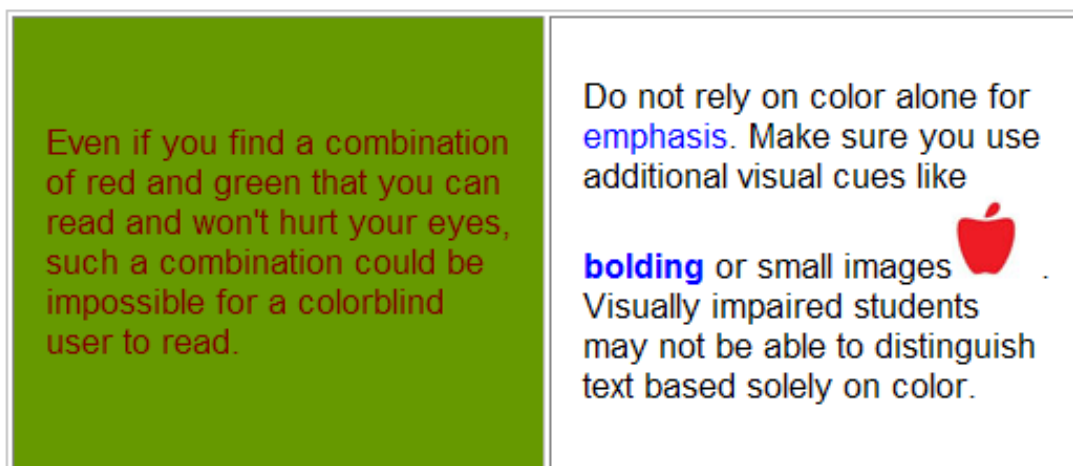 Even if you find a combination
of red and green that you can
read and won't hurt your eyes,
such a combination could be
impossible for a colorblind
user to read.
Do not rely on color alone for
emphasis. Make sure you use
additional visual cues like
bolding or small images .
Visually impaired students
may not be able to distinguish
text based solely on color.